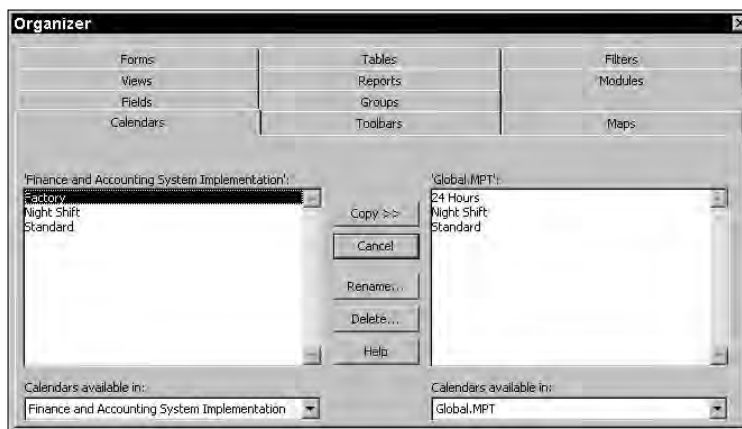 Organizer
Forms Tables Filters
Views Reports Modules
Fields Groups
Calendars Toolbars Maps
'Finance and Accounting System Implementation':
Factory
Night Shift
Standard
Copy >>
Cancel
Rename...
Delete...
Help
'Global.MPT':
24 Hours
Night Shift
Standard
Calendars available in:
Finance and Accounting System Implementation
Calendars available in:
Global.MPT